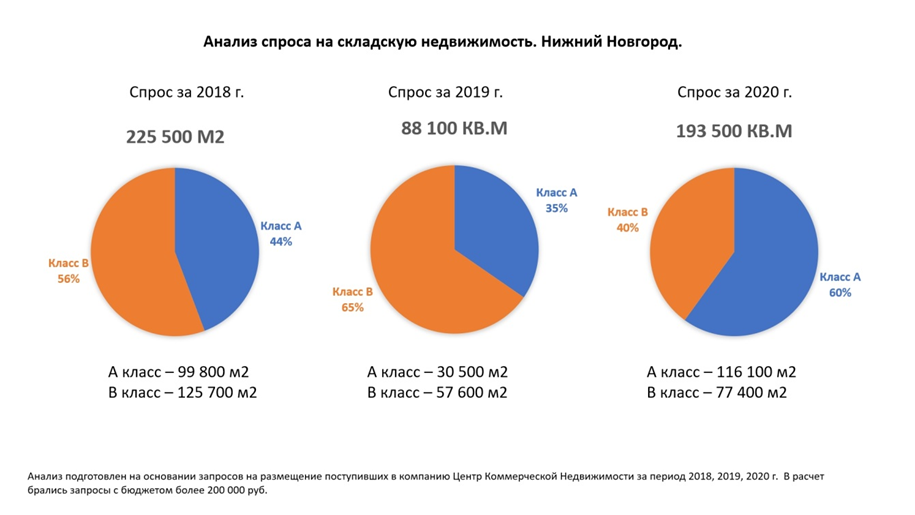 Анализ спроса на складскую недвижимость. Нижний Новгород.
Спрос за 2018 г.
225 500 М2
Класс А
44%
Класс В
56%
А класс – 99 800 м2
В класс – 125 700 м2
Спрос за 2019 г.
88 100 КВ.М
Класс А
35%
Класс В
65%
А класс – 30 500 м2
В класс – 57 600 м2
Спрос за 2020 г.
193 500 КВ.М
Класс В
40%
Класс А
60%
А класс – 116 100 м2
В класс – 77 400 м2
Анализ подготовлен на основании запросов на размещение поступивших в компанию Центр Коммерческой Недвижимости за период 2018, 2019, 2020 г.  В расчет
брались запросы с бюджетом более 200 000 руб.